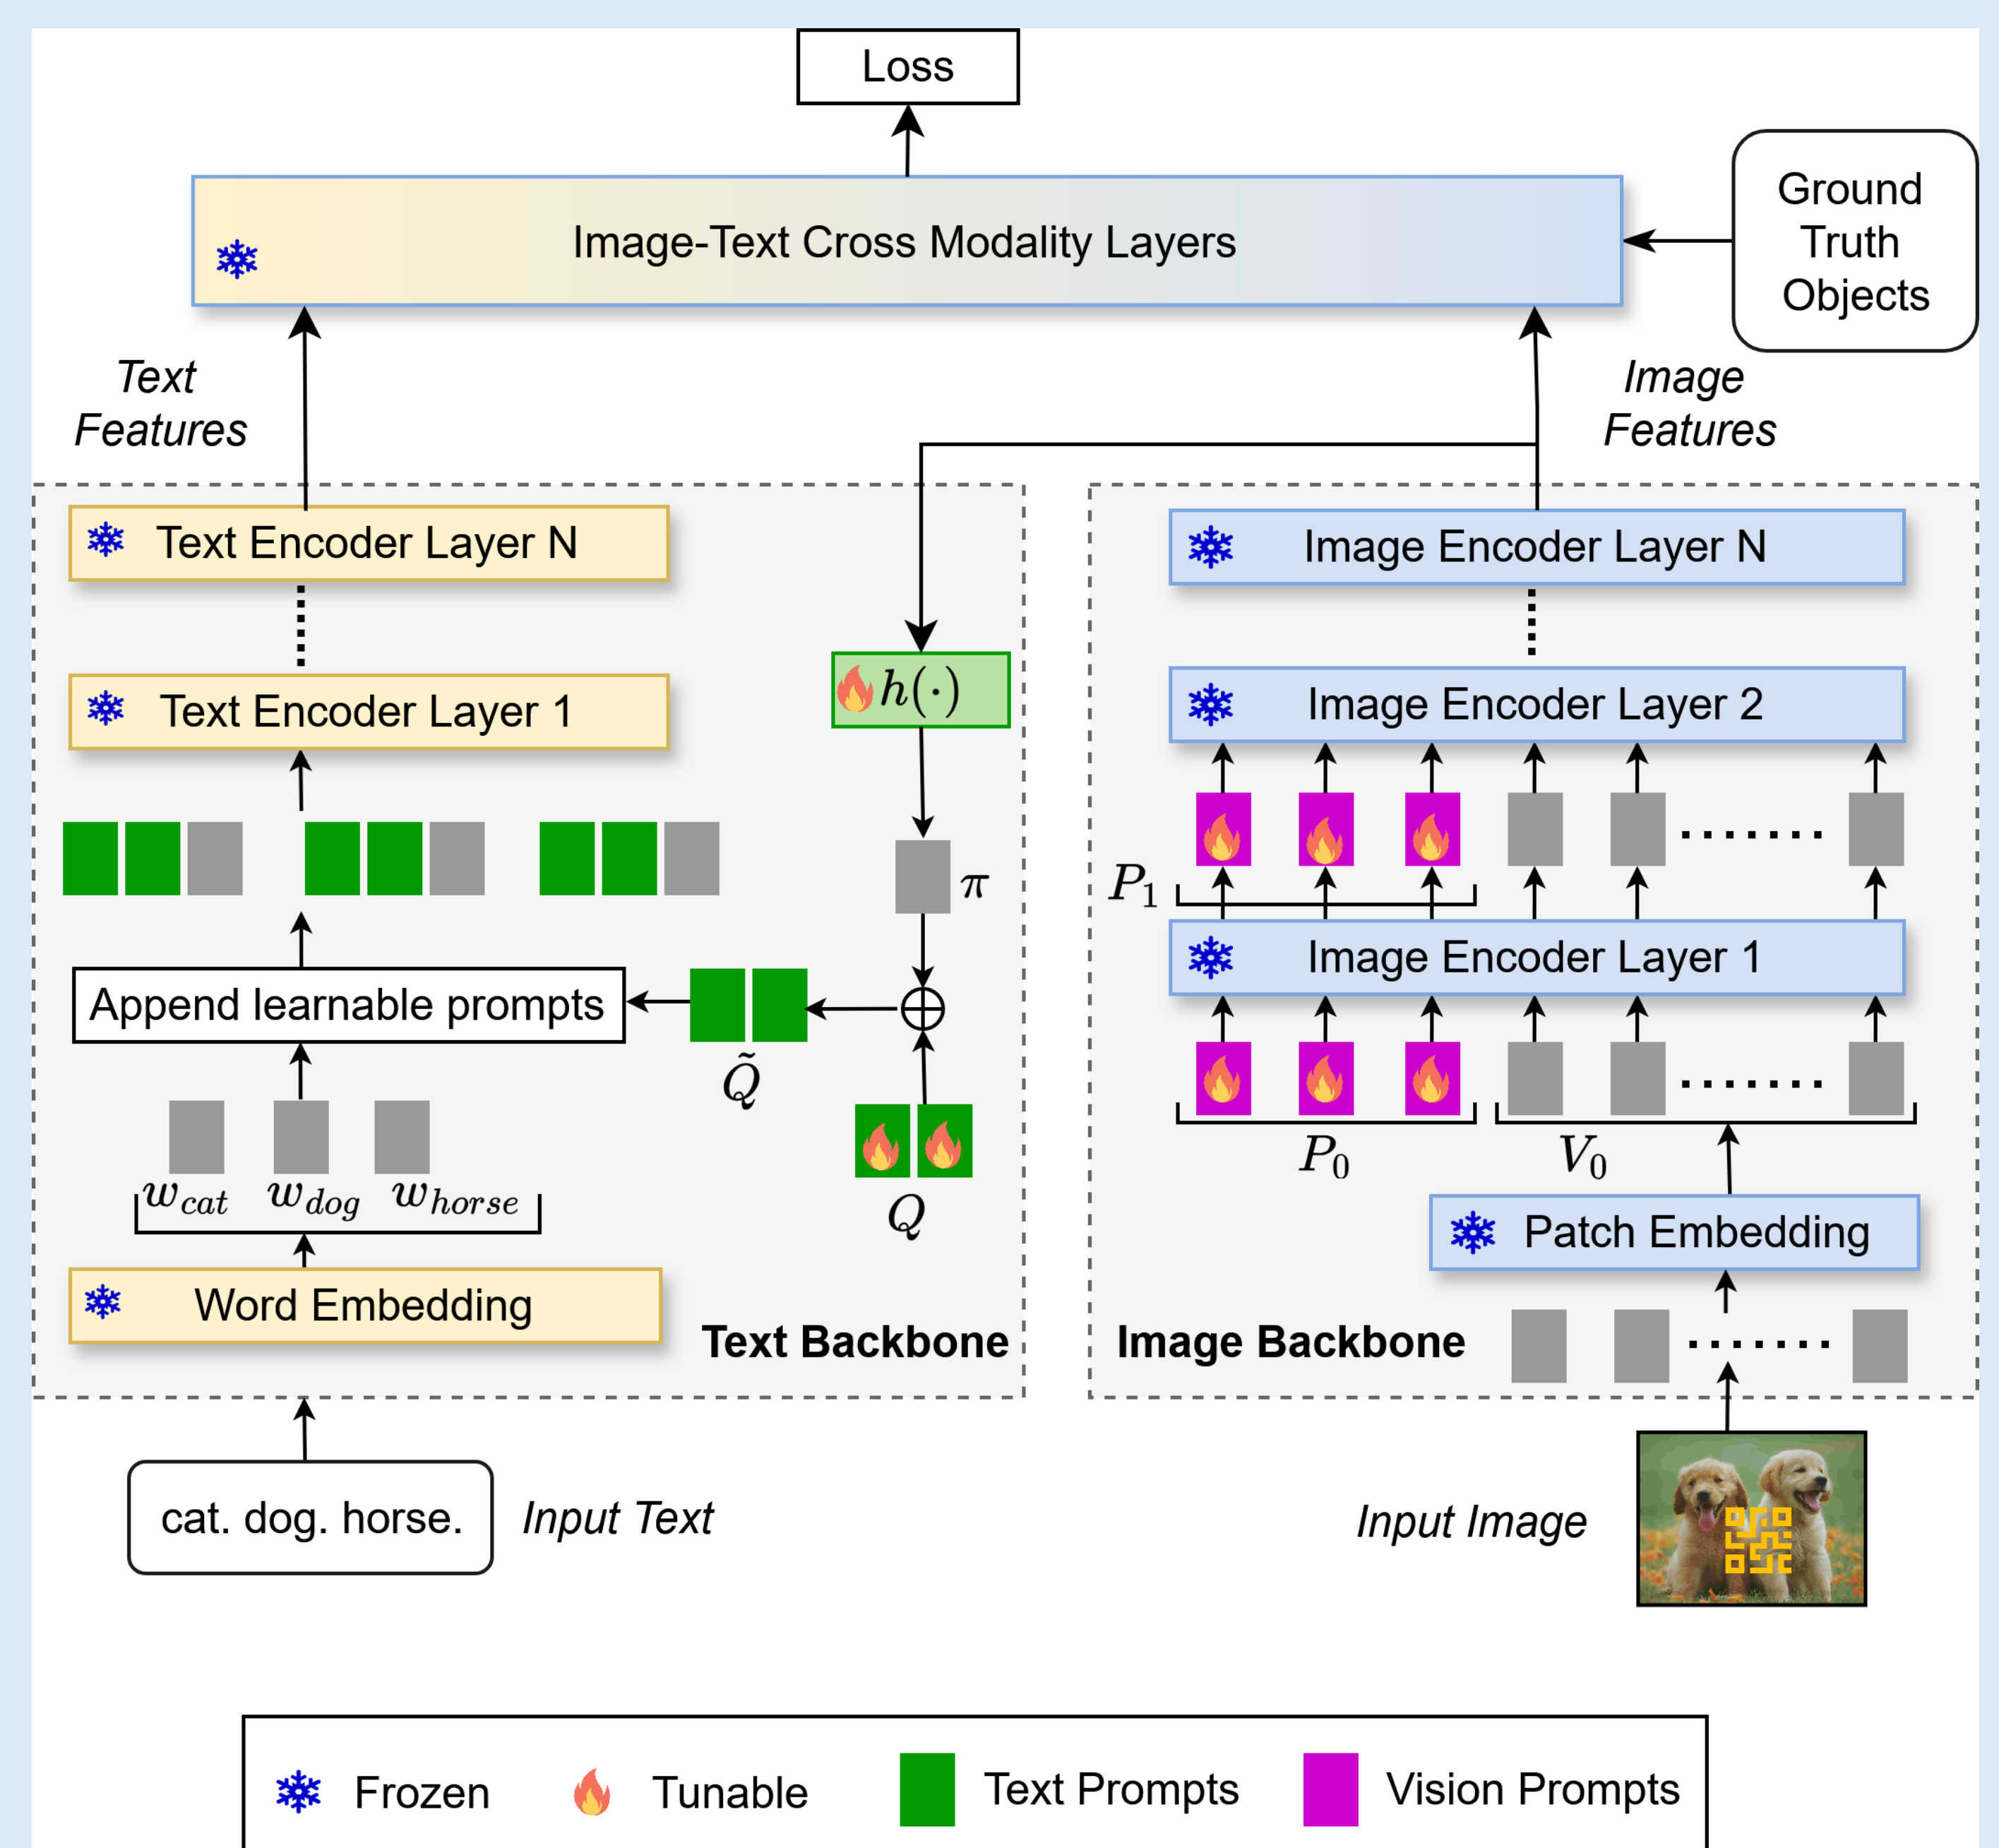 Loss
Ground
Truth
Objects
Image-Text Cross Modality Layers
Text
Features
Image
Features
Text Encoder Layer N
Image Encoder Layer N
h(·)
Text Encoder Layer 1
Image Encoder Layer 2
π
P₁
Image Encoder Layer 1
Append learnable prompts
Q̃
P₀
V₀
w_cat w_dog w_horse
Q
Patch Embedding
Word Embedding
Text Backbone
Image Backbone
cat. dog. horse.
Input Text
Input Image
Frozen
Tunable
Text Prompts
Vision Prompts